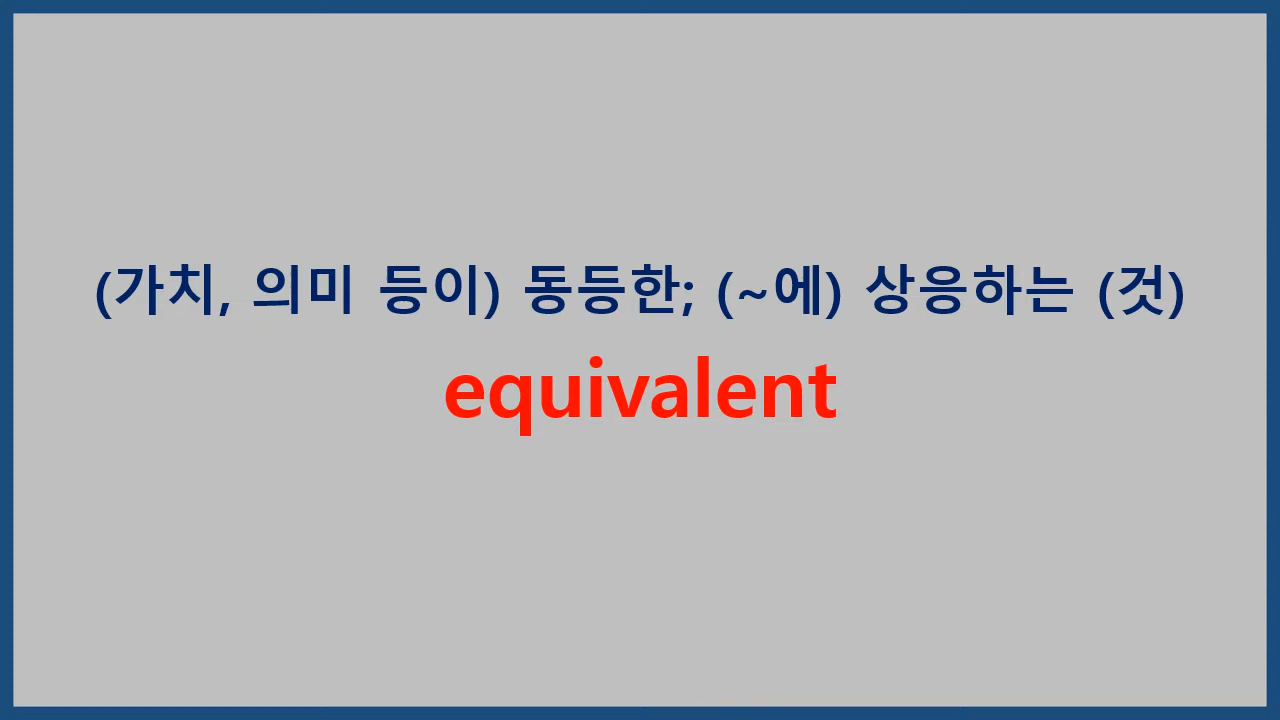 (가치, 의미 등이) 동등한; (~에) 상응하는 (것)
equivalent